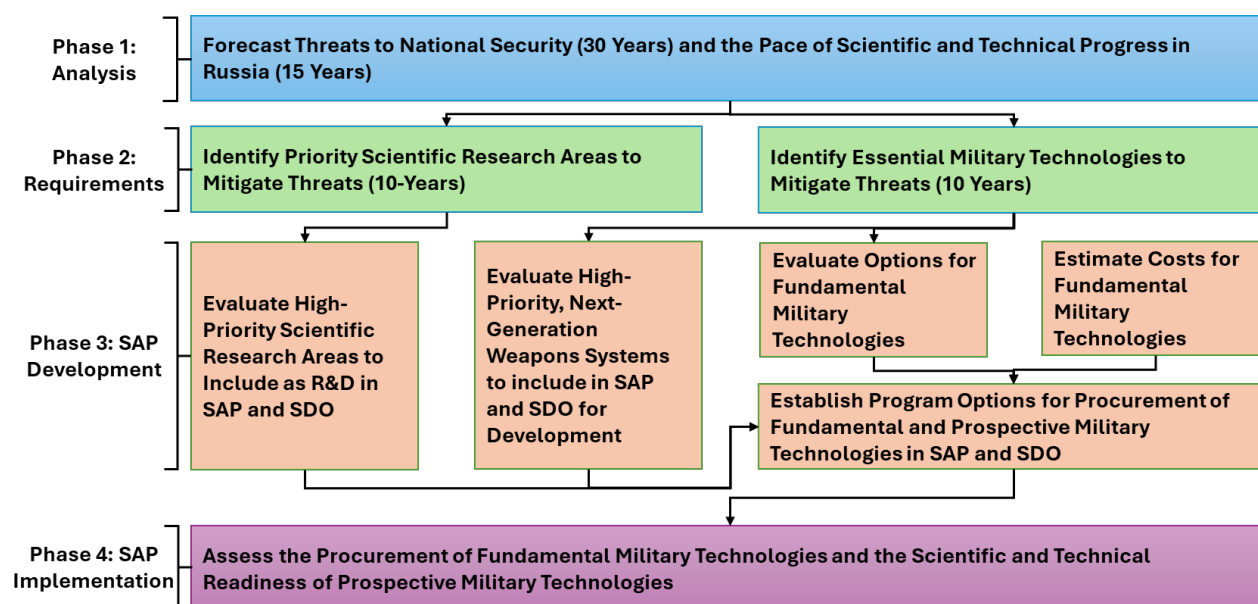 Phase 1:
Analysis
Forecast Threats to National Security (30 Years) and the Pace of Scientific and Technical Progress in
Russia (15 Years)
Phase 2:
Requirements
Identify Priority Scientific Research Areas to
Mitigate Threats (10-Years)
Identify Essential Military Technologies to
Mitigate Threats (10 Years)
Phase 3: SAP
Development
Evaluate High-
Priority Scientific
Research Areas to
Include as R&D in
SAP and SDO
Evaluate High-
Priority, Next-
Generation
Weapons Systems
to include in SAP
and SDO for
Development
Evaluate Options for
Fundamental
Military
Technologies
Estimate Costs for
Fundamental
Military
Technologies
Establish Program Options for Procurement of
Fundamental and Prospective Military
Technologies in SAP and SDO
Phase 4: SAP
Implementation
Assess the Procurement of Fundamental Military Technologies and the Scientific and Technical
Readiness of Prospective Military Technologies